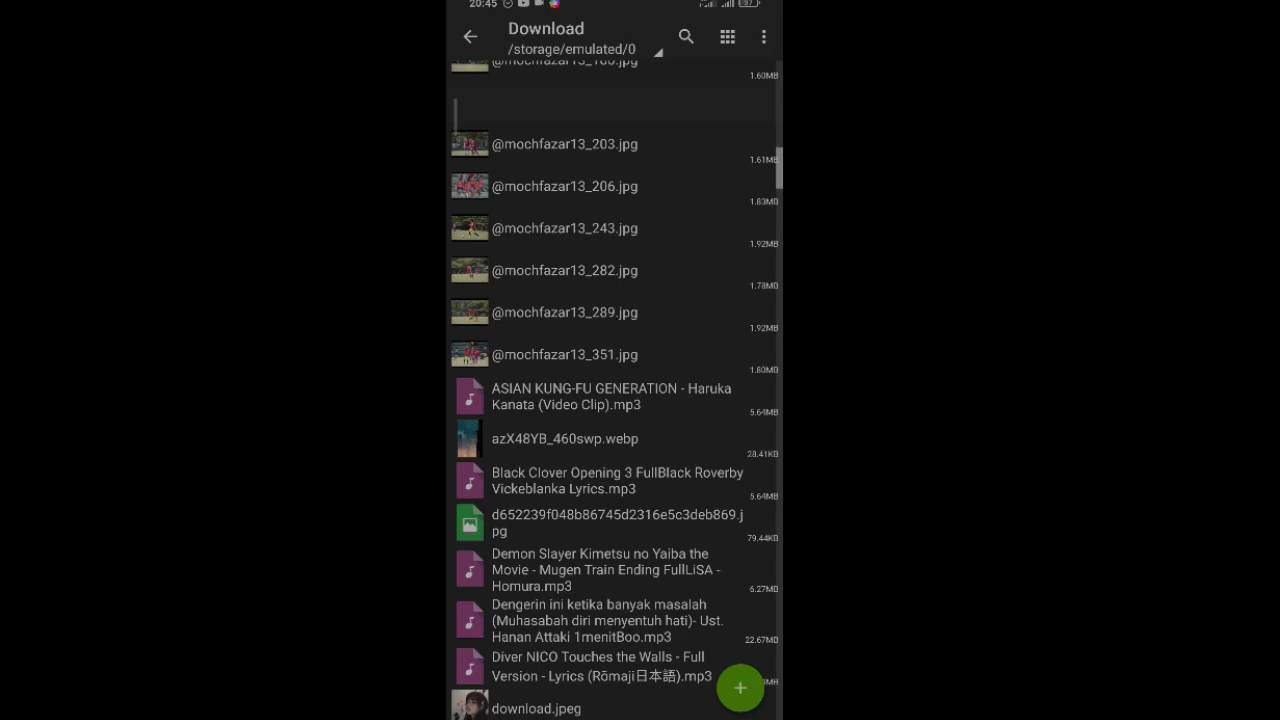 20:45
Download
/storage/emulated/0
1.60MB
@mochfazar13_203.jpg
1.61MB
@mochfazar13_206.jpg
1.83MB
@mochfazar13_243.jpg
1.92MB
@mochfazar13_282.jpg
1.78MB
@mochfazar13_289.jpg
1.92MB
@mochfazar13_351.jpg
1.80MB
ASIAN KUNG-FU GENERATION - Haruka
Kanata (Video Clip).mp3
5.64MB
azX48YB_460swp.webp
28.41KB
Black Clover Opening 3 FullBlack Roverby
Vickeblanka Lyrics.mp3
5.64MB
d652239f048b86745d2316e5c3deb869.j
pg
79.44KB
Demon Slayer Kimetsu no Yaiba the
Movie - Mugen Train Ending FullLiSA -
Homura.mp3
6.27MB
Dengerin ini ketika banyak masalah
(Muhasabah diri menyentuh hati)- Ust.
Hanan Attaki 1menitBoo.mp3
22.67MB
Diver NICO Touches the Walls - Full
Version - Lyrics (Rōmaji日本語).mp3
download.jpeg